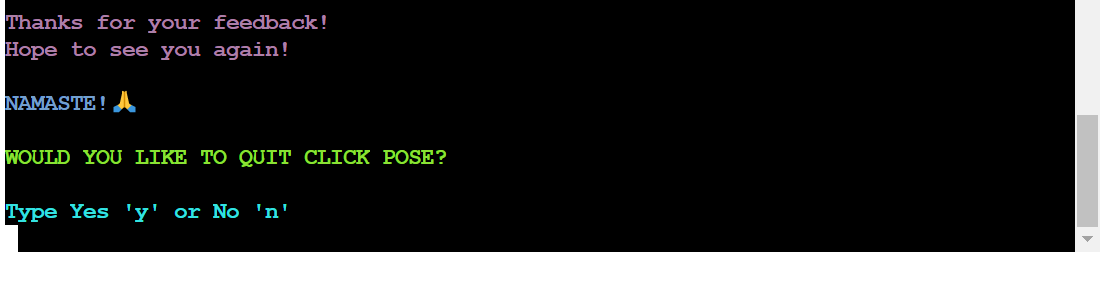 Thanks for your feedback!
Hope to see you again!
NAMASTE!🙏
WOULD YOU LIKE TO QUIT CLICK POSE?
Type Yes 'y' or No 'n'